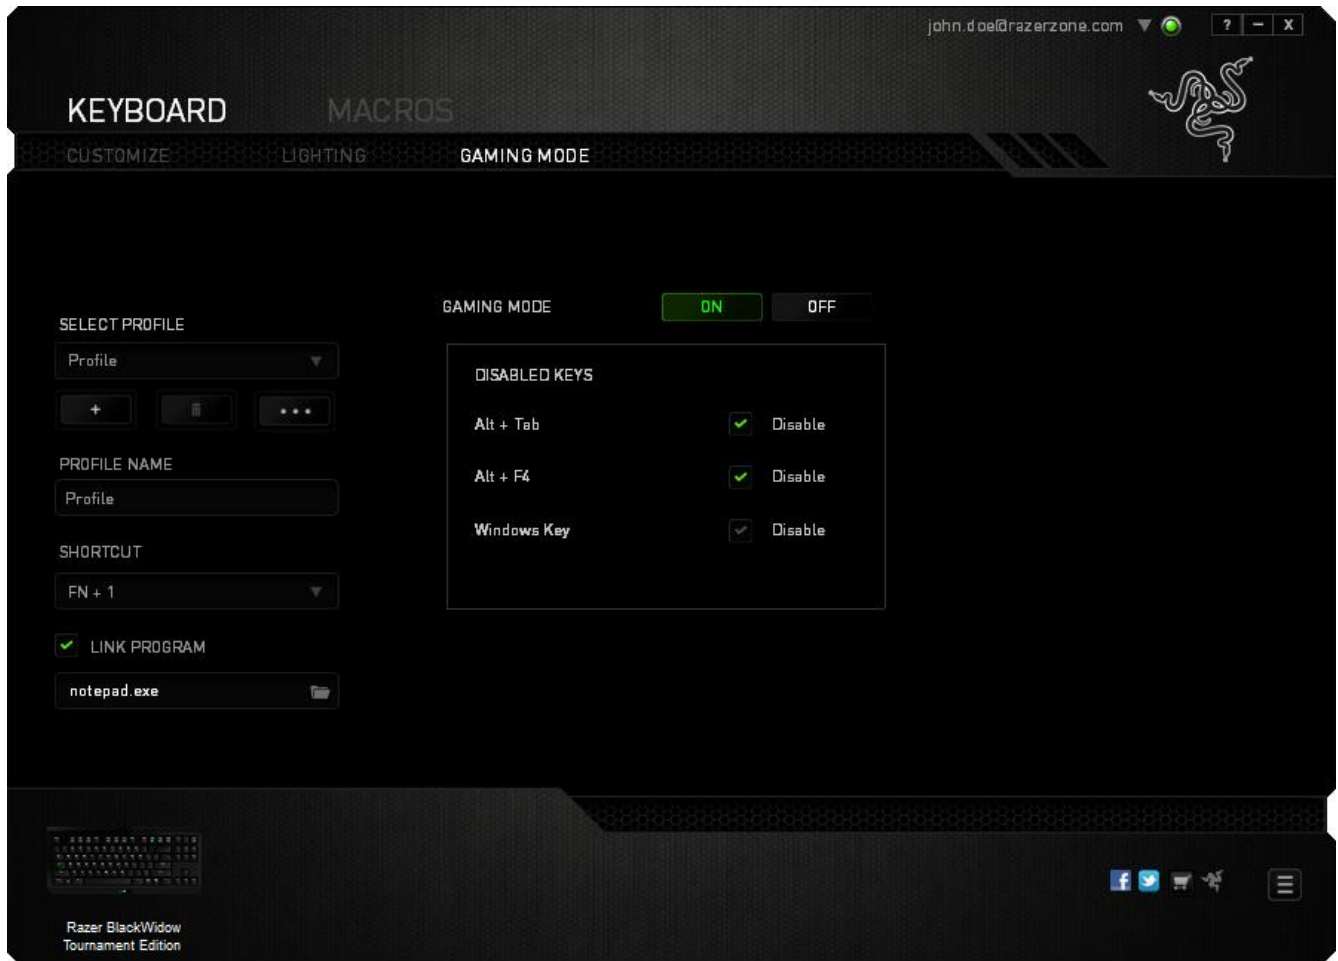 john.doe@razerzone.com
? – X
KEYBOARD MACROS
CUSTOMIZE LIGHTING GAMING MODE
GAMING MODE ON OFF
SELECT PROFILE
Profile
+
PROFILE NAME
Profile
SHORTCUT
FN + 1
LINK PROGRAM
notepad.exe
DISABLED KEYS
Alt + Tab Disable
Alt + F4 Disable
Windows Key Disable
Razer BlackWidow
Tournament Edition